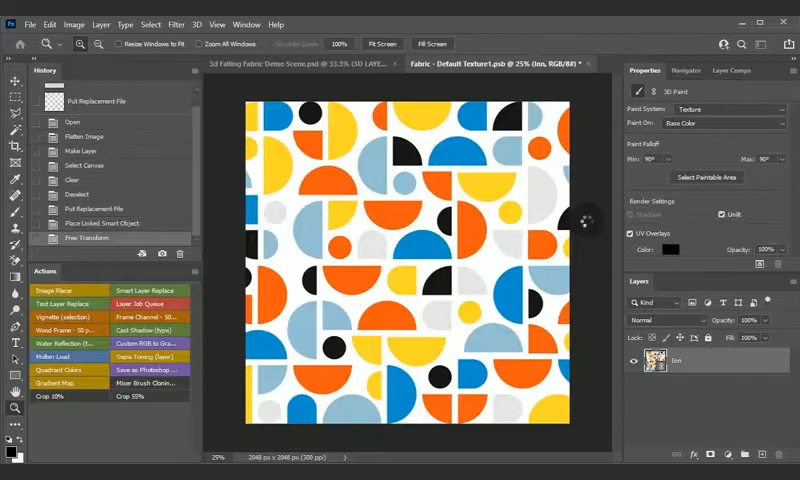 Ps File Edit Image Layer Type Select Filter 3D View Window Help
Resize Windows to Fit Zoom All Windows Scrubby Zoom 100% Fit Screen Fill Screen
3d Falling Fabric Demo Scene.psd @ 33.3% (3D LAYE... × Fabric - Default Texture1.psb @ 25% (Inn, RGB/8#) * ×
History
Put Replacement File
Open
Flatten Image
Make Layer
Select Canvas
Clear
Deselect
Put Replacement File
Place Linked Smart Object
Free Transform
Actions
Image Placer Smart Layer Replace
Text Layer Replace Layer Job Queue
Vignette (selection) Frame Channel - 50...
Wood Frame - 50 p... Cast Shadow (type)
Water Reflection (t... Custom RGB to Gra...
Molten Lead Sepia Toning (layer)
Quadrant Colors Save as Photoshop ...
Gradient Map Mixer Brush Clonin...
Crop 10% Crop 55%
25% 2048 px x 2048 px (300 ppi)
Properties Navigator Layer Comps
3D Paint
Paint System: Texture
Paint On: Base Color
Paint Falloff
Min: 90° Max: 90°
Select Paintable Area
Render Settings
Shadows Unlit
UV Overlays
Color: Opacity: 100%
Layers
Kind
Normal Opacity: 100%
Lock: Fill: 100%
Inn
fx